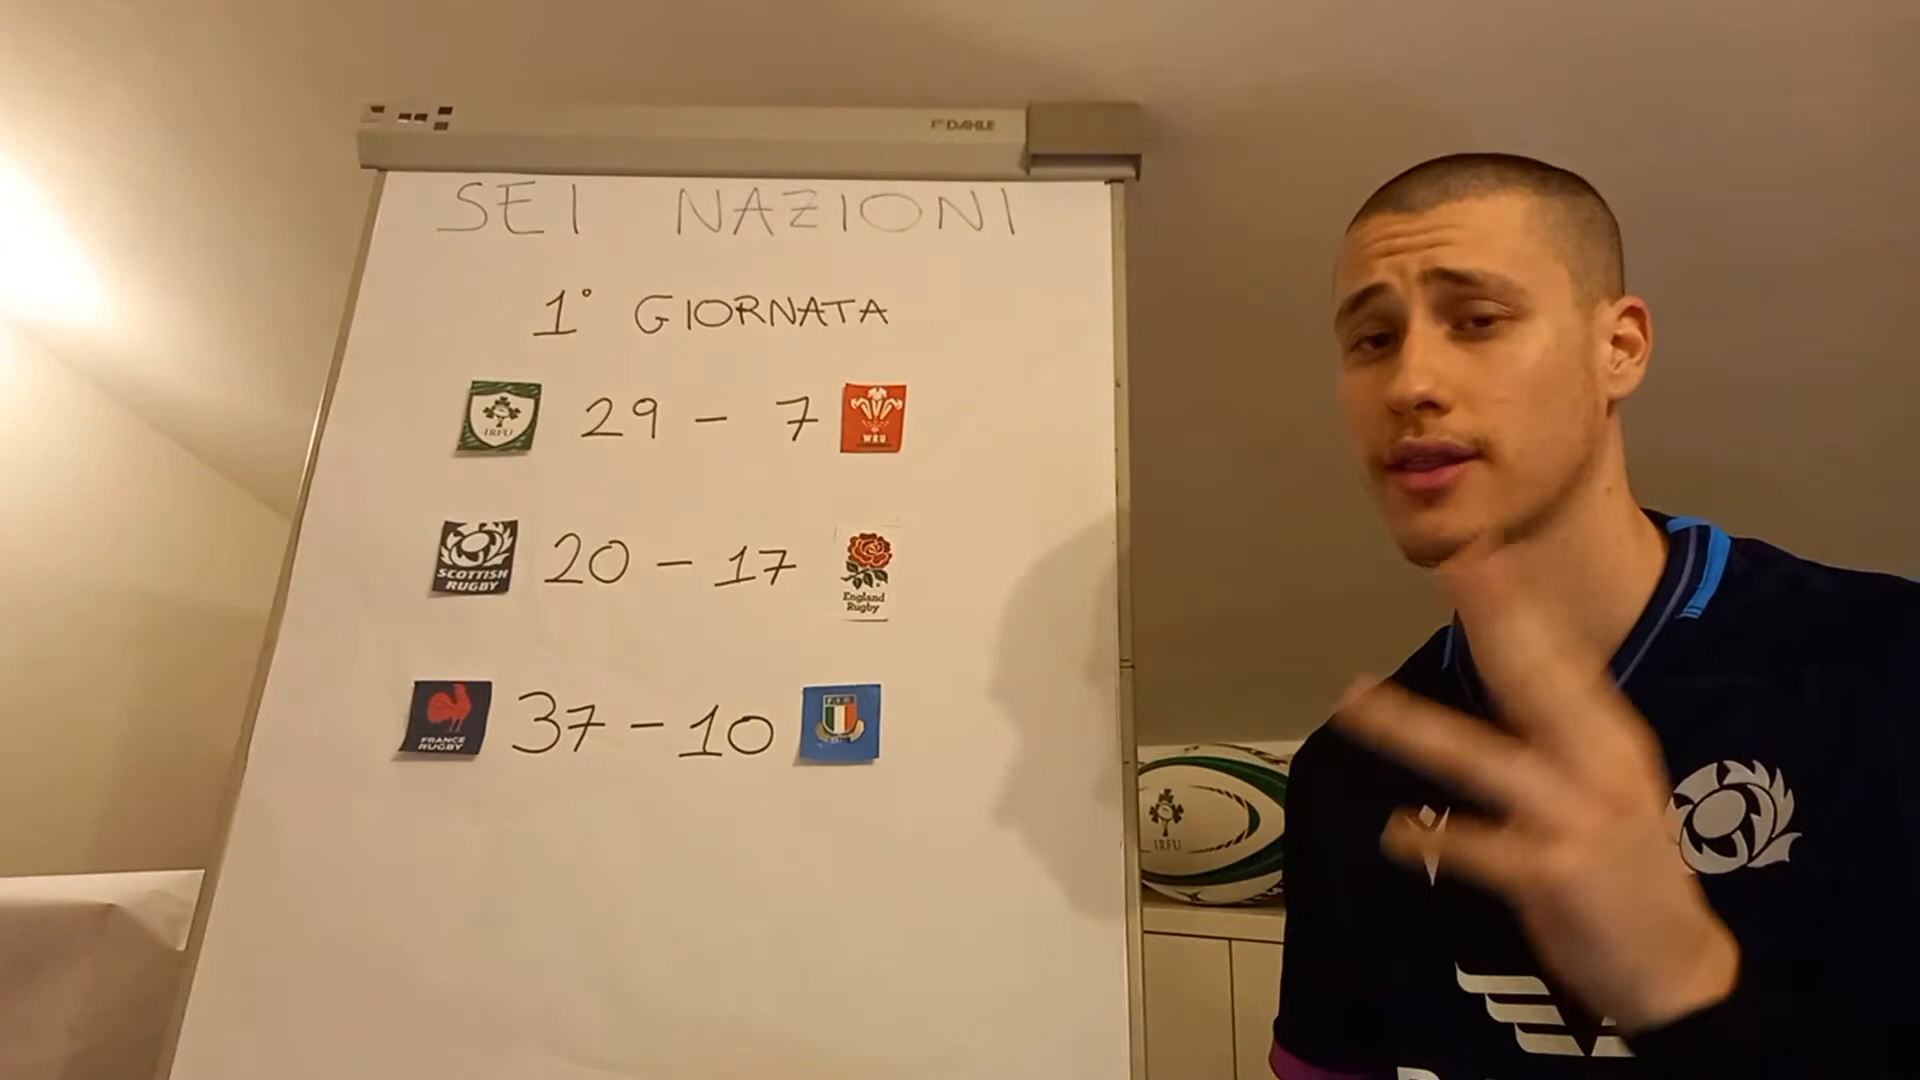 DAHLE
SEI NAZIONI
1° GIORNATA
IRFU 29 - 7 WRU
SCOTTISH
RUGBY
20 - 17
England
Rugby
FRANCE
RUGBY
37 - 10
F.I.R.
IRFU